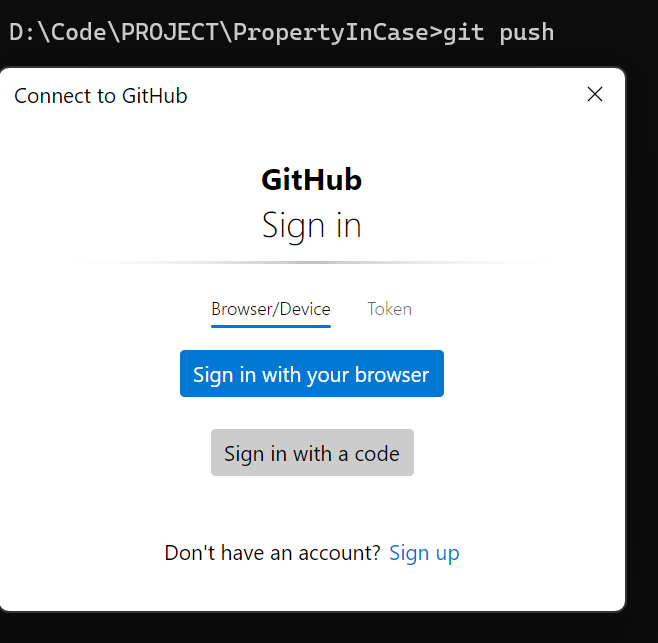 D:\Code\PROJECT\PropertyInCase>git push
Connect to GitHub
GitHub
Sign in
Browser/Device Token
Sign in with your browser
Sign in with a code
Don't have an account? Sign up